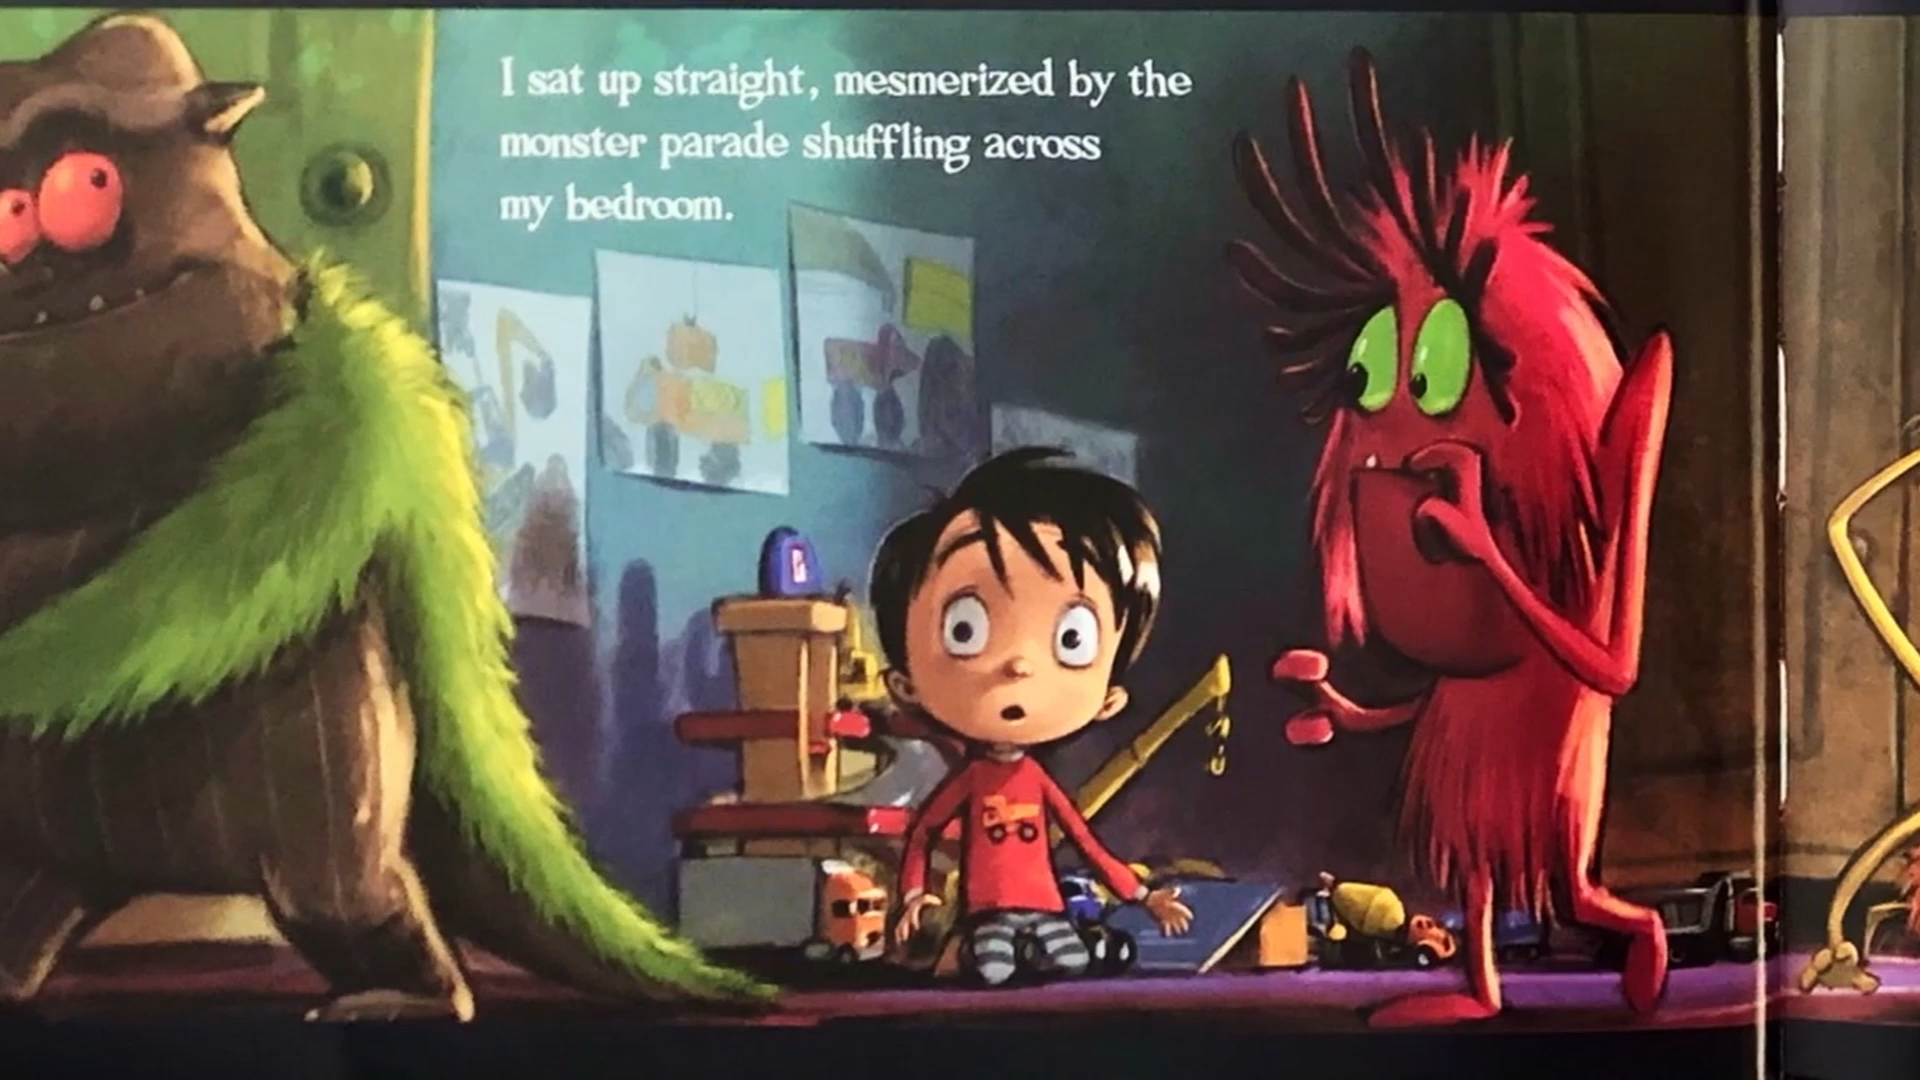 I sat up straight, mesmerized by the
monster parade shuffling across
my bedroom.